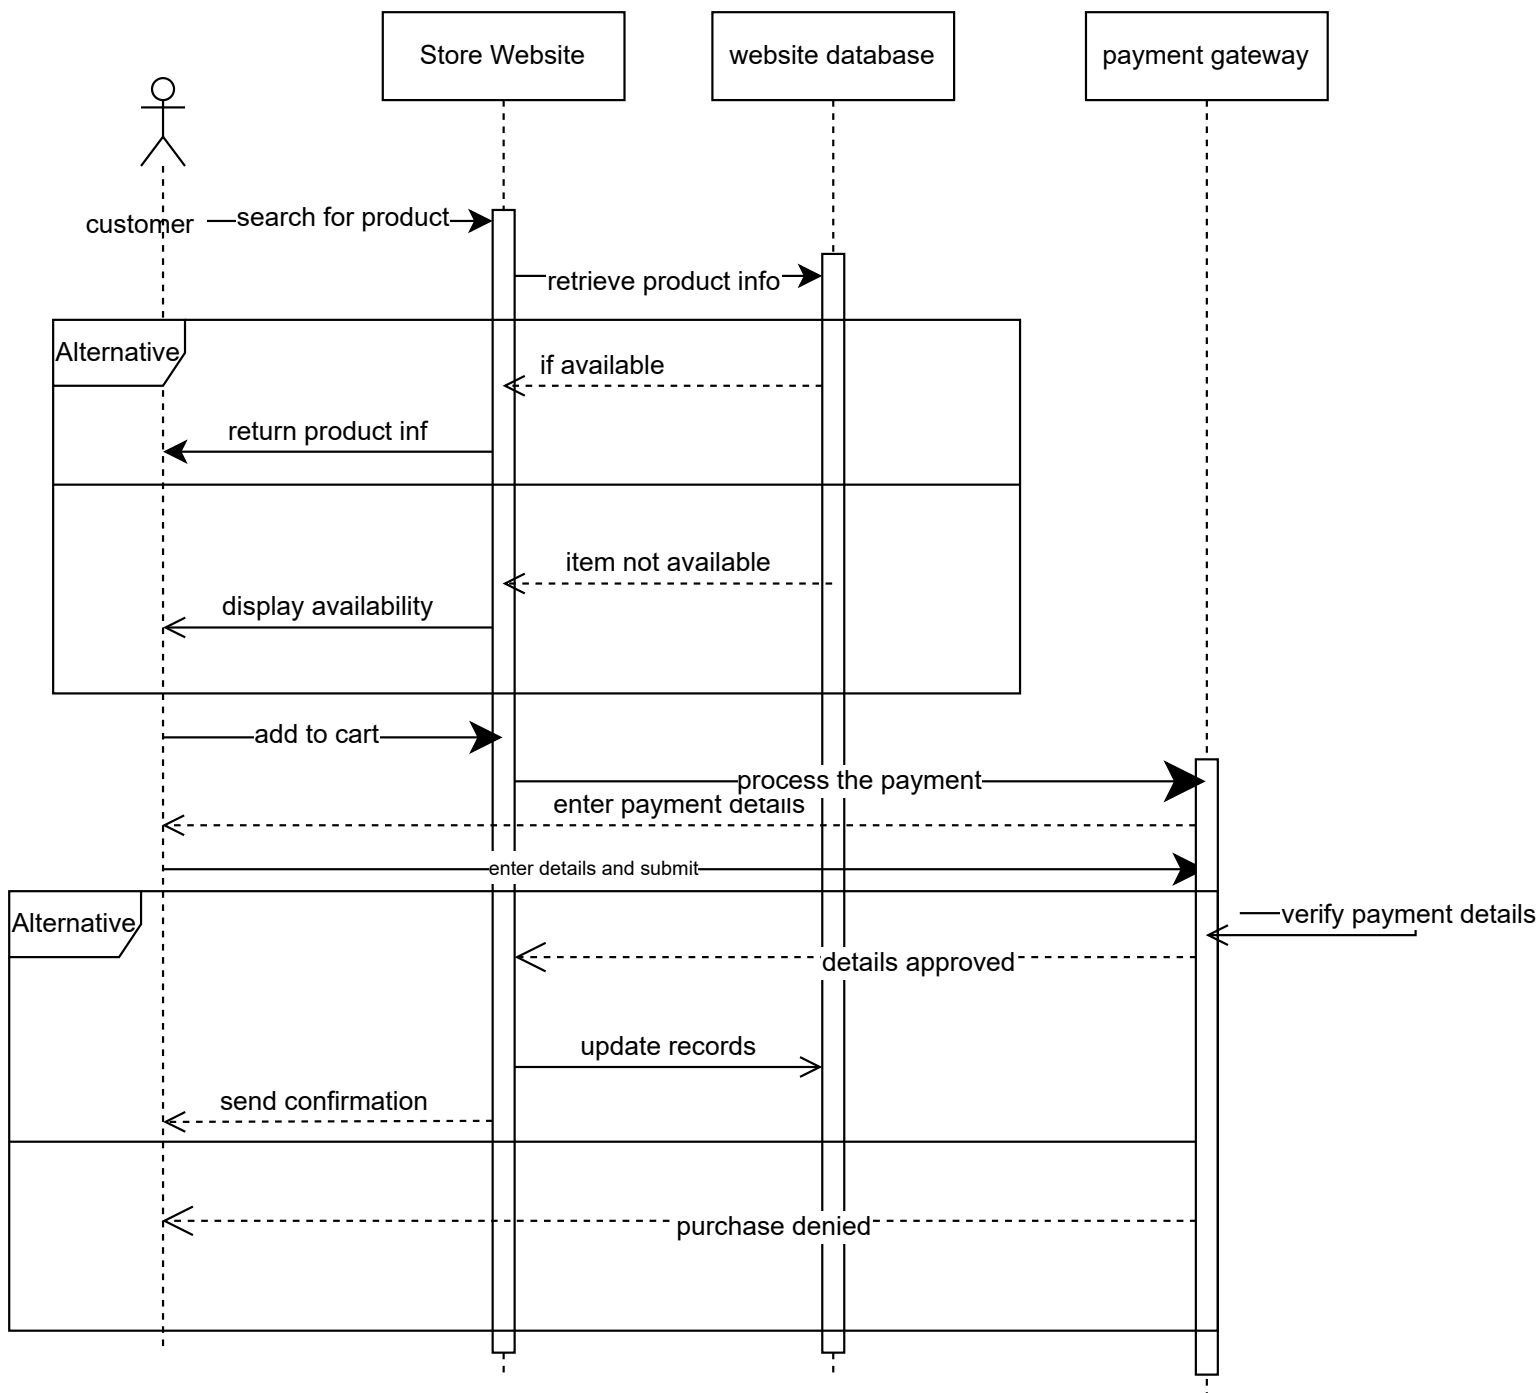 Store Website
website database
payment gateway
customer
search for product
retrieve product info
Alternative
if available
return product inf
item not available
display availability
add to cart
process the payment
enter payment details
enter details and submit
Alternative
verify payment details
details approved
update records
send confirmation
purchase denied